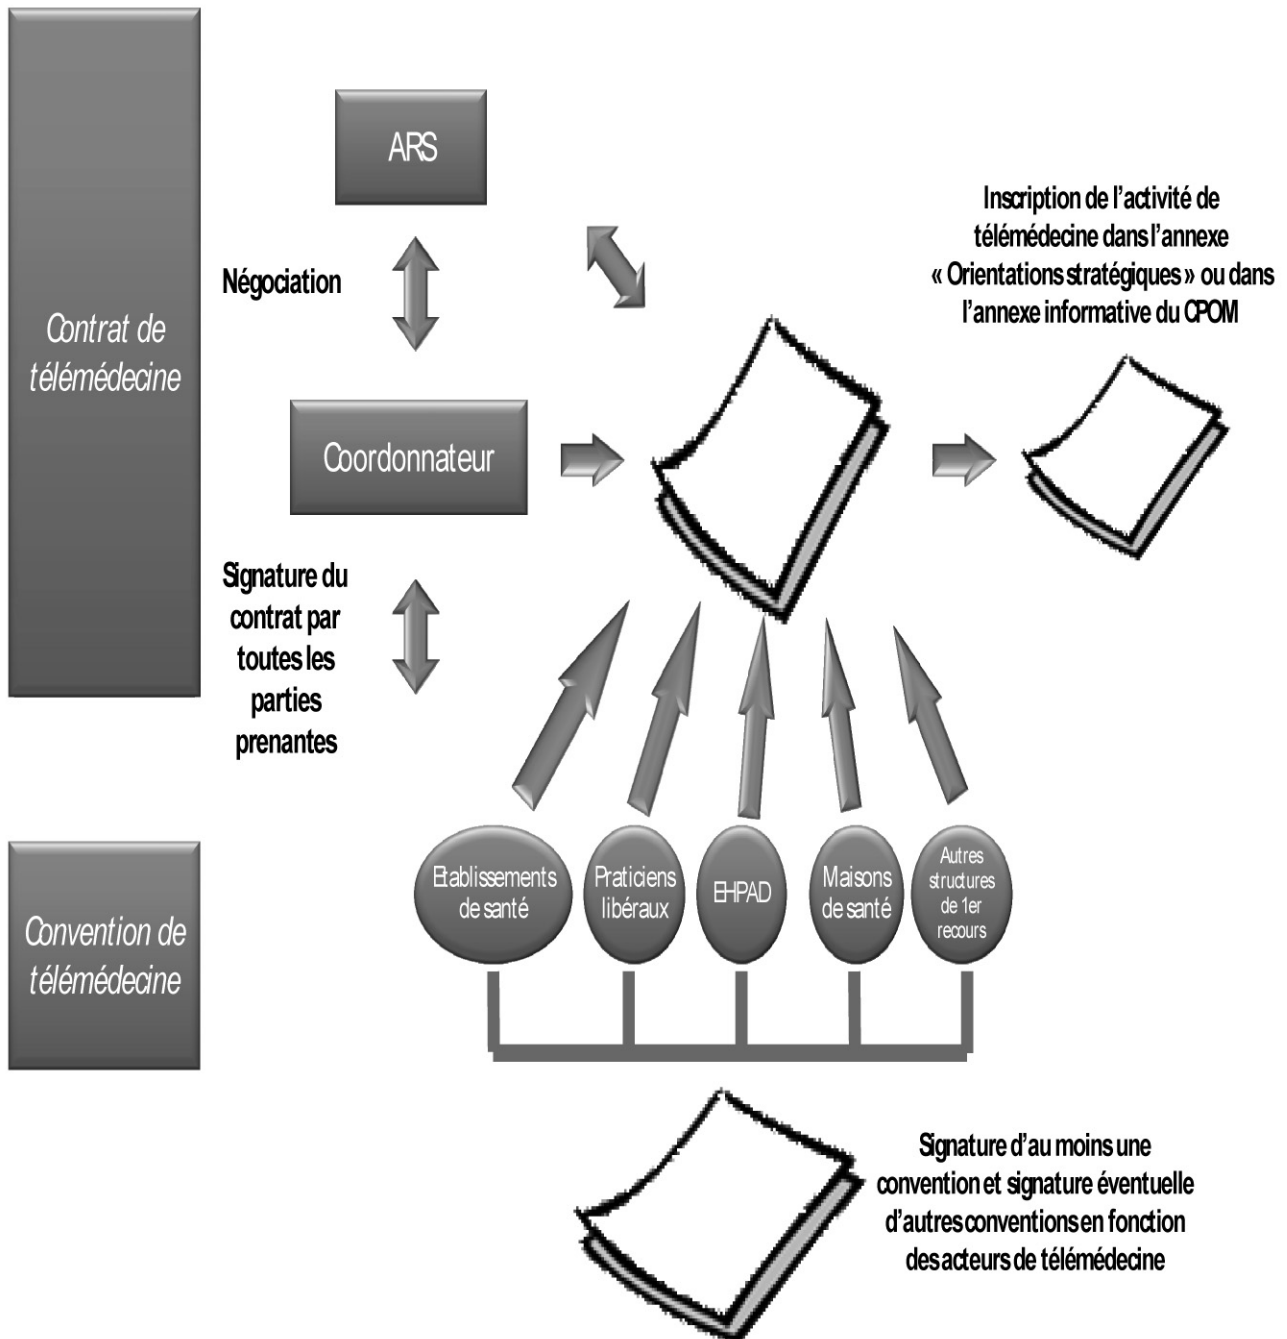 Contrat de
télémédecine
ARS
Négociation
Coordonnateur
Signature du
contrat par
toutes les
parties
prenantes
Inscription de l’activité de
télémédecine dans l’annexe
« Orientations stratégiques » ou dans
l’annexe informative du CPOM
Convention de
télémédecine
Etablissements
de santé
Praticiens
libéraux
EHPAD
Maisons
de santé
Autres
structures
de 1er
recours
Signature d’au moins une
convention et signature éventuelle
d’autres conventions en fonction
des acteurs de télémédecine